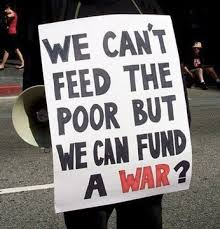 WE CAN'T
FEED THE
POOR BUT
WE CAN FUND
A WAR?